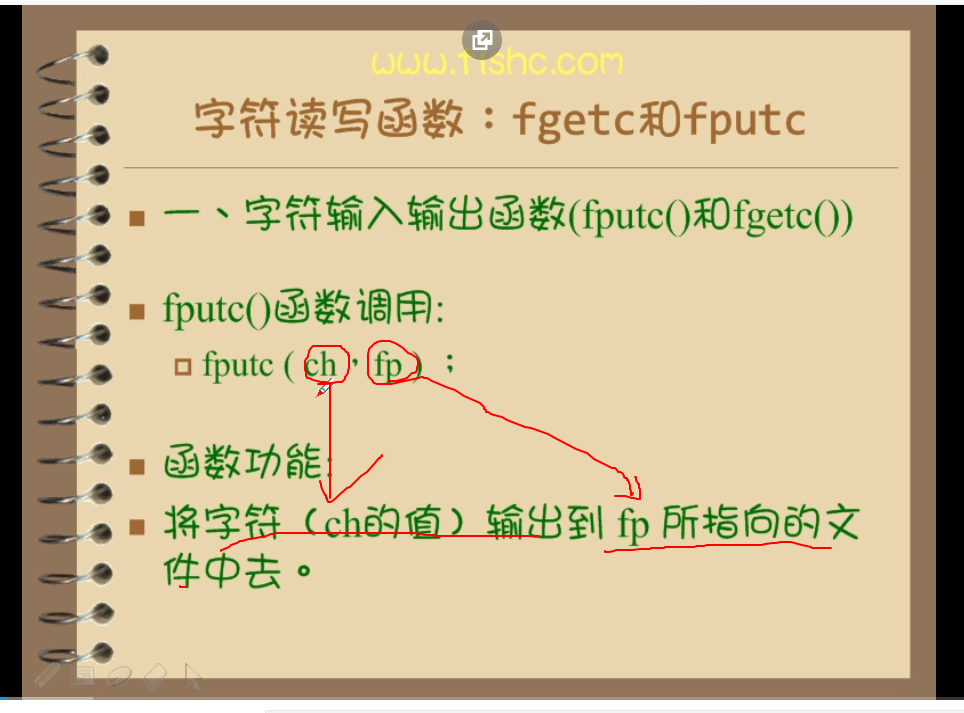 www.fishc.com
字符读写函数：fgetc和fputc
一、字符输入输出函数(fputc()和fgetc())
fputc()函数调用:
fputc ( ch，fp ) ；
函数功能:
将字符（ch的值）输出到 fp 所指向的文
件中去。